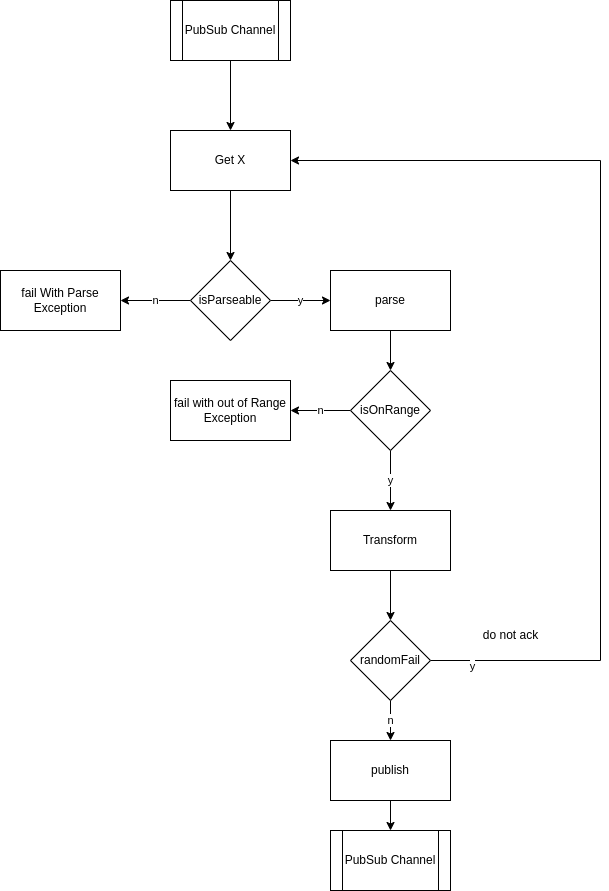 PubSub Channel
Get X
fail With Parse
Exception
n
isParseable
y
parse
fail with out of Range
Exception
n
isOnRange
y
Transform
do not ack
randomFail
y
n
publish
PubSub Channel